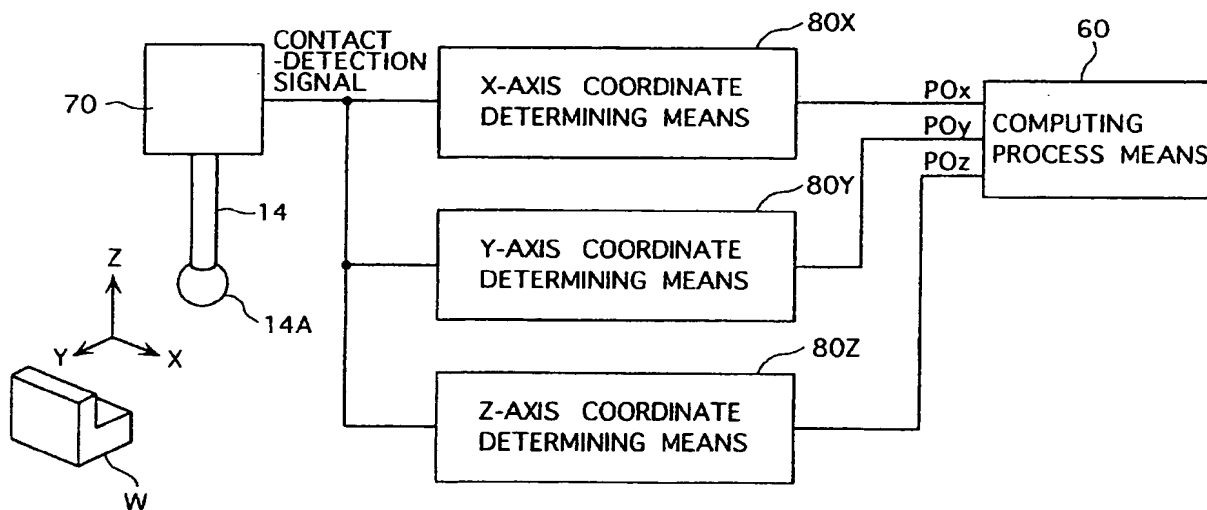 80X
60
CONTACT
-DETECTION
SIGNAL
70
X-AXIS COORDINATE
DETERMINING MEANS
POx
POy
POz
COMPUTING
PROCESS MEANS
80Y
14
Y-AXIS COORDINATE
DETERMINING MEANS
Z
14A
Y
X
80Z
Z-AXIS COORDINATE
DETERMINING MEANS
W